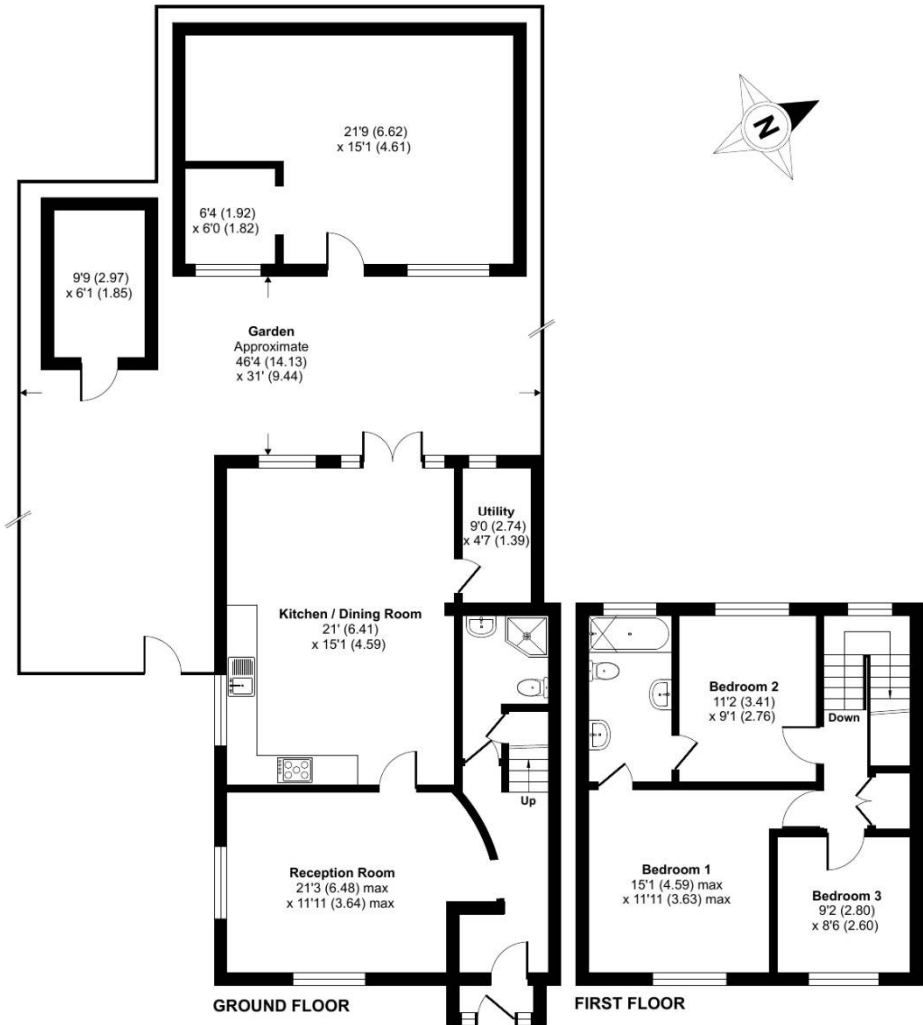 21'9 (6.62)
x 15'1 (4.61)
N
6'4 (1.92)
x 6'0 (1.82)
9'9 (2.97)
x 6'1 (1.85)
Garden
Approximate
46'4 (14.13)
x 31' (9.44)
Utility
9'0 (2.74)
x 4'7 (1.39)
Kitchen / Dining Room
21' (6.41)
x 15'1 (4.59)
Up
Reception Room
21'3 (6.48) max
x 11'11 (3.64) max
GROUND FLOOR
Bedroom 2
11'2 (3.41)
x 9'1 (2.76)
Down
Bedroom 1
15'1 (4.59) max
x 11'11 (3.63) max
Bedroom 3
9'2 (2.80)
x 8'6 (2.60)
FIRST FLOOR